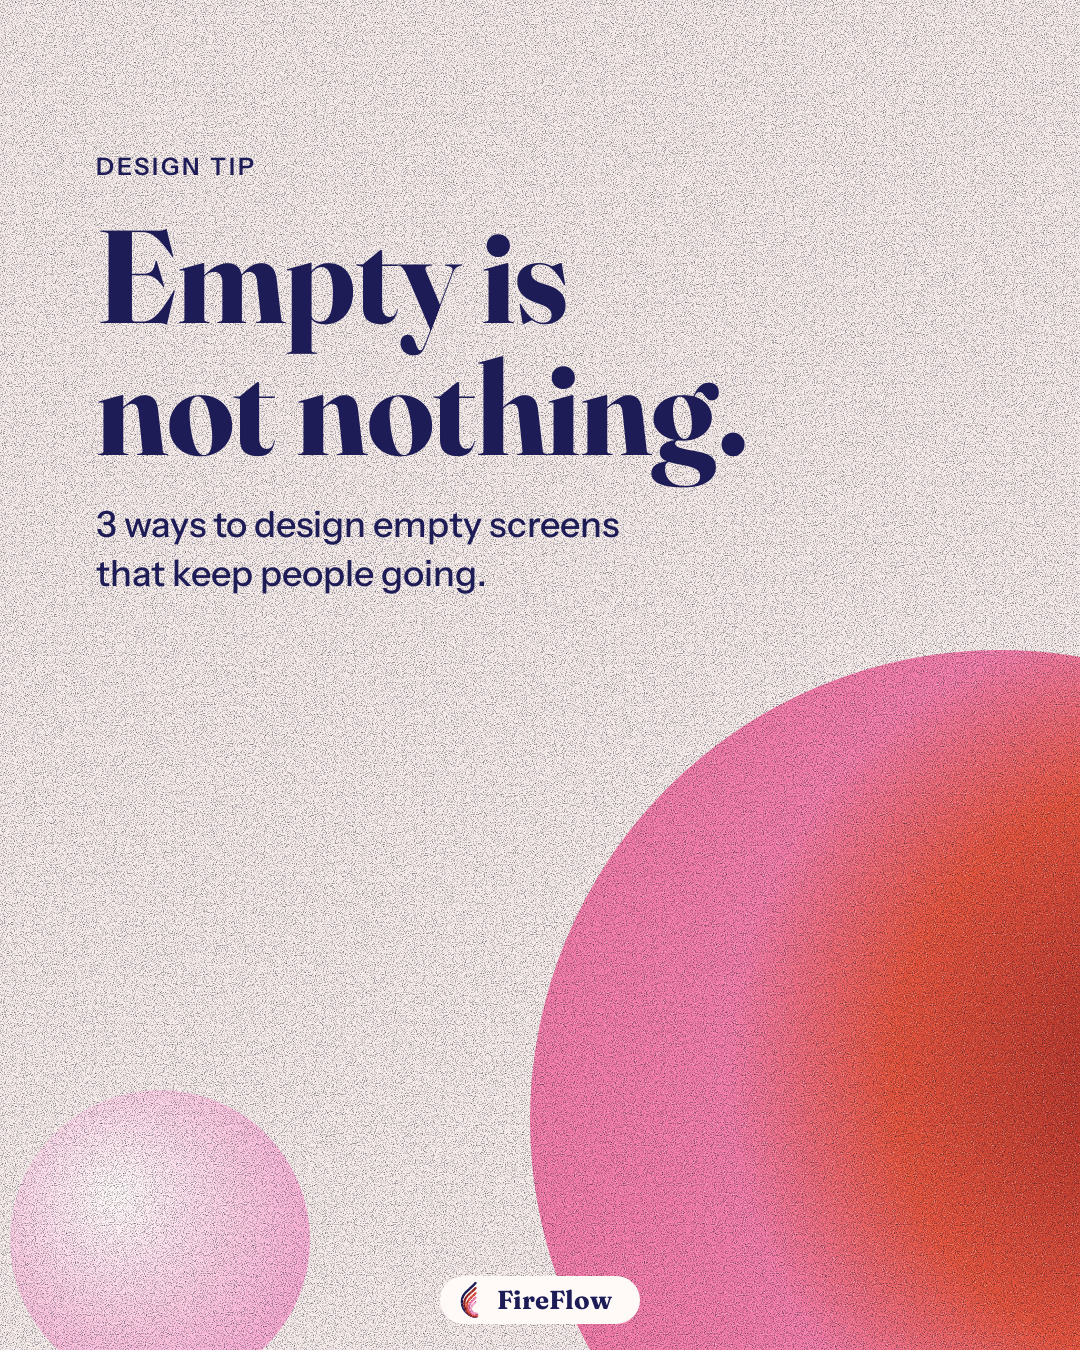 DESIGN TIP
Empty is
not nothing.
3 ways to design empty screens
that keep people going.
FireFlow